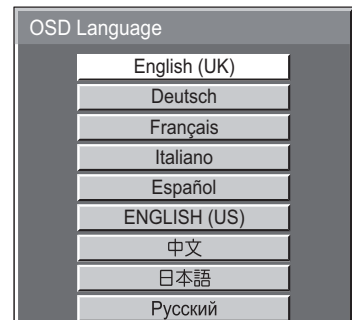 OSD Language
English (UK)
Deutsch
Français
Italiano
Español
ENGLISH (US)
中文
日本語
Русский